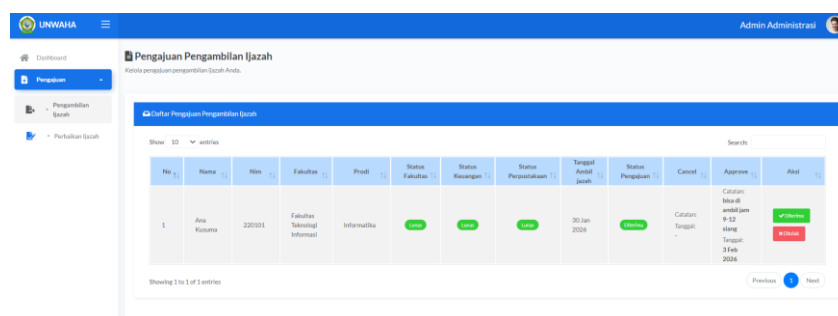 UNWAHA
Admin Administrasi
Dashboard
Pengajuan
Pengambilan
Ijazah
Perbaikan Ijazah
Pengajuan Pengambilan Ijazah
Kelola pengajuan pengambilan Ijazah Anda.
Daftar Pengajuan Pengambilan Ijazah
Show 10 entries
Search:
No Nama Nim Fakultas Prodi Status Fakultas Status Keuangan Status Perpustakaan Tanggal Ambil jazah Status Pengajuan Cancel Approve Aksi
1 Ana Kusuma 220101 Fakultas Teknologi Informasi Informatika Lunas Lunas Lunas 30 Jan 2026 Diterima
Catatan:
Tanggal:
-
Catatan:
bisa di
ambil jam
9-12
siang
Tanggal:
3 Feb
2026
Diterima
Ditolak
Showing 1 to 1 of 1 entries
Previous 1 Next